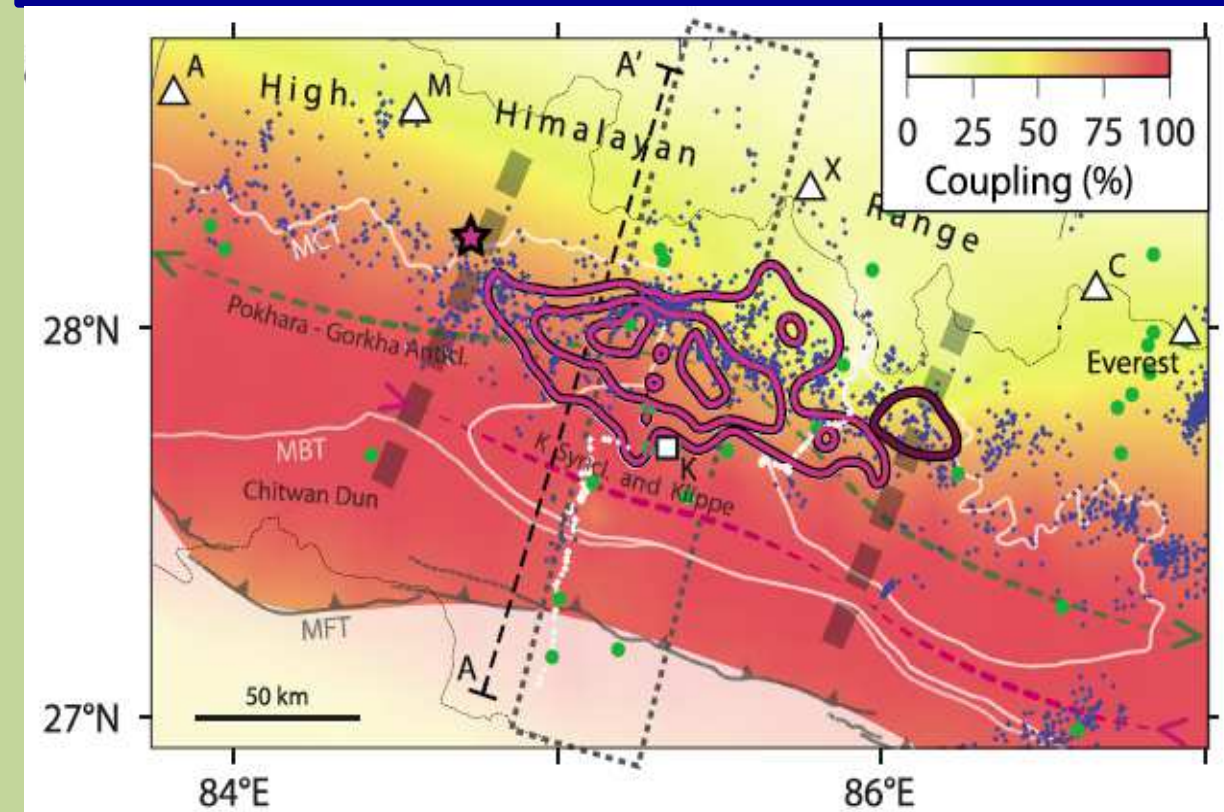 A
High
M
Himalayan
A'
X
Range
0 25 50 75 100
Coupling (%)
C
Everest
MCT
28°N
Pokhara - Gorkha Anticl.
MBT
Chitwan Dun
K
K. Syncl. and Klippe
MFT
A
50 km
27°N
84°E
86°E